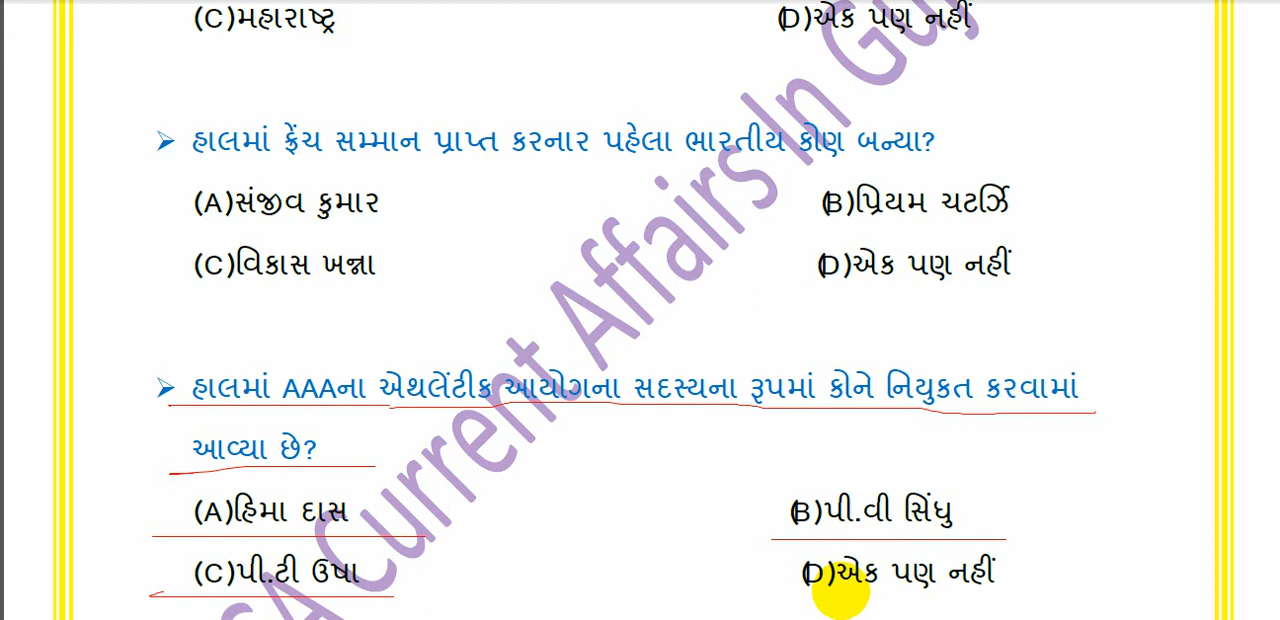 (C)મહારાષ્ટ્ર (D)એક પણ નહીં
➢ હાલમાં ફ્રેંચ સમ્માન પ્રાપ્ત કરનાર પહેલા ભારતીય કોણ બન્યા?
(A)સંજીવ કુમાર (B)પ્રિયમ ચટર્ઝિ
(C)વિકાસ ખન્ના (D)એક પણ નહીં
➢ હાલમાં AAAના એથલેંટીક આયોગના સદસ્યના રૂપમાં કોને નિયુકત કરવામાં
આવ્યા છે?
(A)હિમા દાસ (B)પી.વી સિંધુ
(C)પી.ટી ઉષા (D)એક પણ નહીં
Current Affairs In Guj